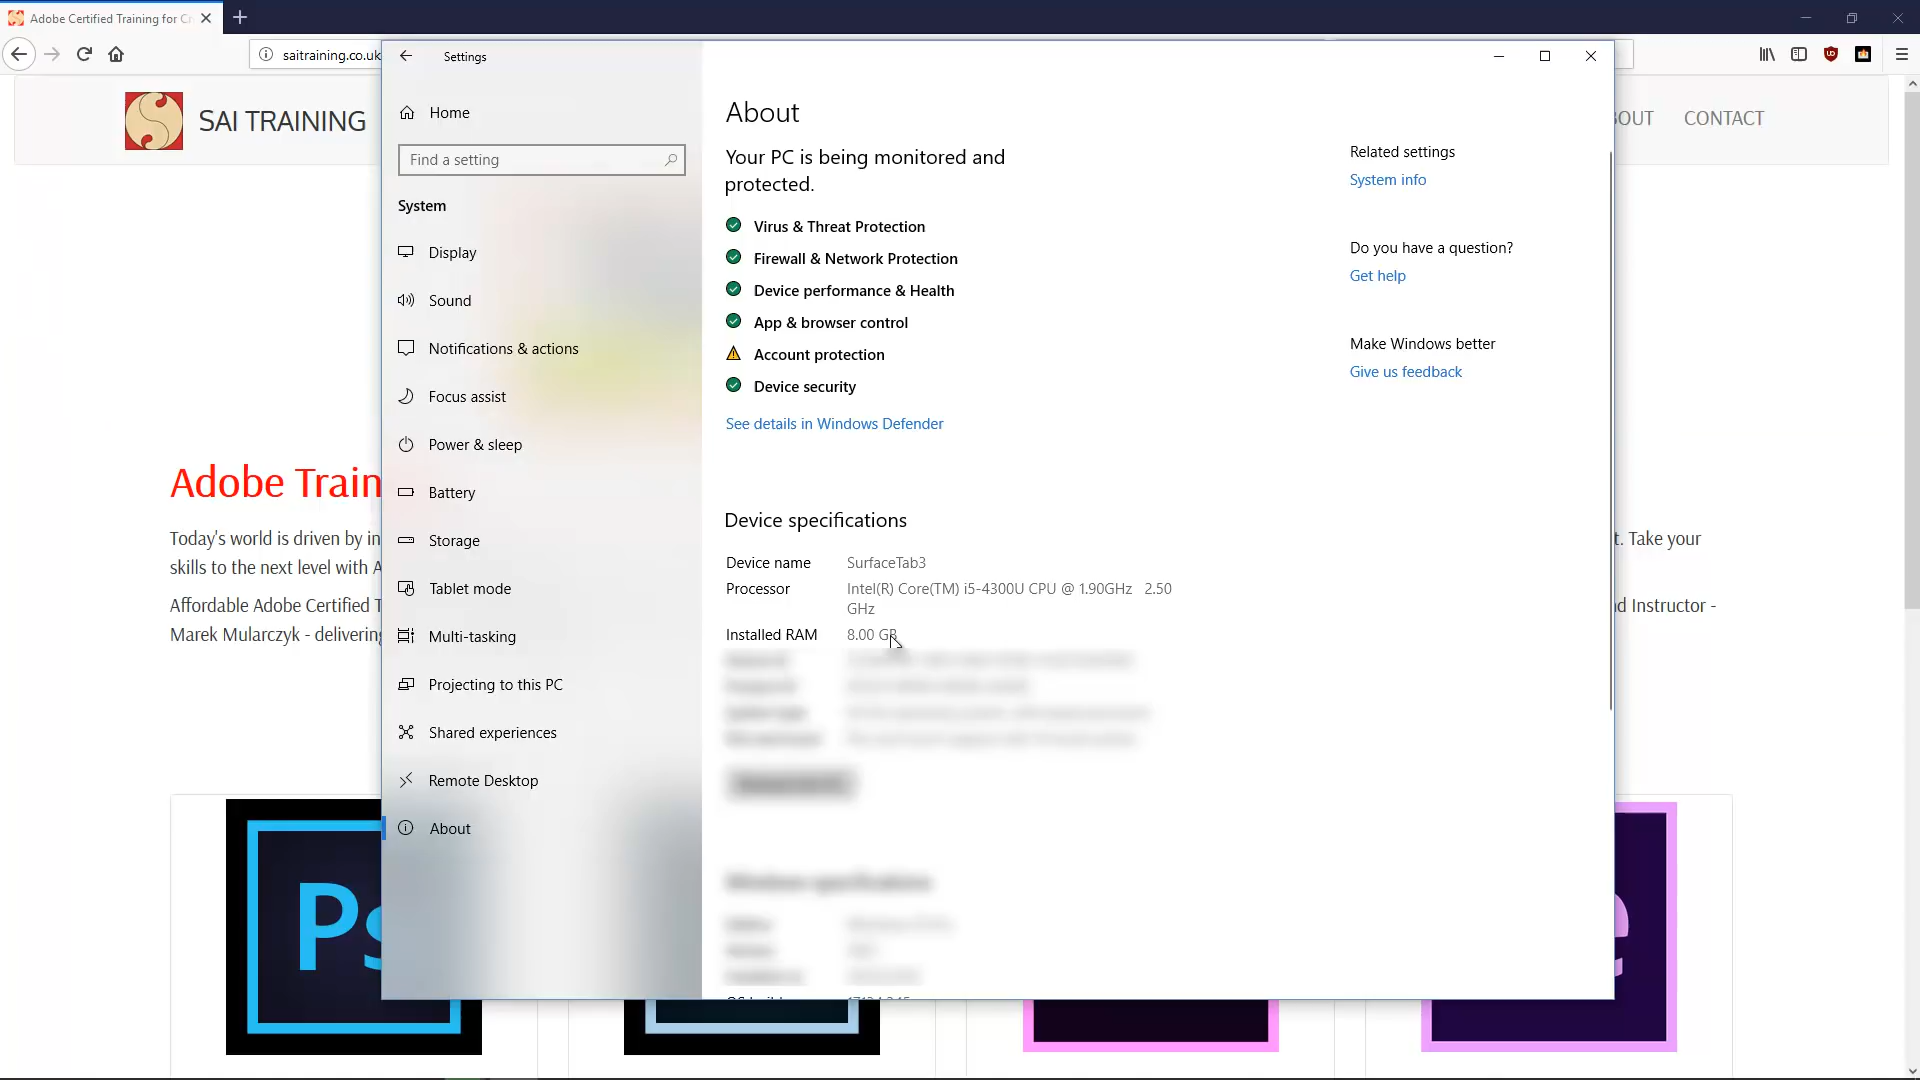 Adobe Certified Training for Cr
saitraining.co.uk
SAI TRAINING
BOUT
CONTACT
Adobe Train
Today's world is driven by in
skills to the next level with A
Affordable Adobe Certified T
Marek Mularczyk - delivering
t. Take your
nd Instructor -
Ps
Settings
Home
Find a setting
System
Display
Sound
Notifications & actions
Focus assist
Power & sleep
Battery
Storage
Tablet mode
Multi-tasking
Projecting to this PC
Shared experiences
Remote Desktop
About
About
Your PC is being monitored and
protected.
Virus & Threat Protection
Firewall & Network Protection
Device performance & Health
App & browser control
Account protection
Device security
See details in Windows Defender
Device specifications
Device name SurfaceTab3
Processor Intel(R) Core(TM) i5-4300U CPU @ 1.90GHz 2.50
GHz
Installed RAM 8.00 GB
Related settings
System info
Do you have a question?
Get help
Make Windows better
Give us feedback